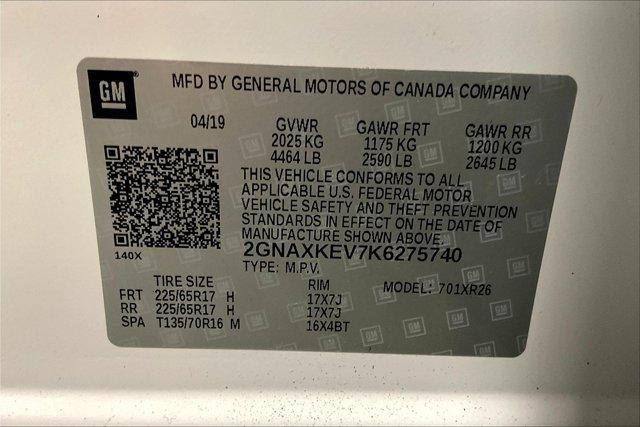 GM
MFD BY GENERAL MOTORS OF CANADA COMPANY
04/19 GVWR GAWR FRT GAWR RR
2025 KG 1175 KG 1200 KG
4464 LB 2590 LB 2645 LB
THIS VEHICLE CONFORMS TO ALL
APPLICABLE U.S. FEDERAL MOTOR
VEHICLE SAFETY AND THEFT PREVENTION
STANDARDS IN EFFECT ON THE DATE OF
MANUFACTURE SHOWN ABOVE.
140X 2GNAXKEV7K6275740
TYPE: M.P.V.
TIRE SIZE RIM MODEL: 701XR26
FRT 225/65R17 H 17X7J
RR 225/65R17 H 17X7J
SPA T135/70R16 M 16X4BT